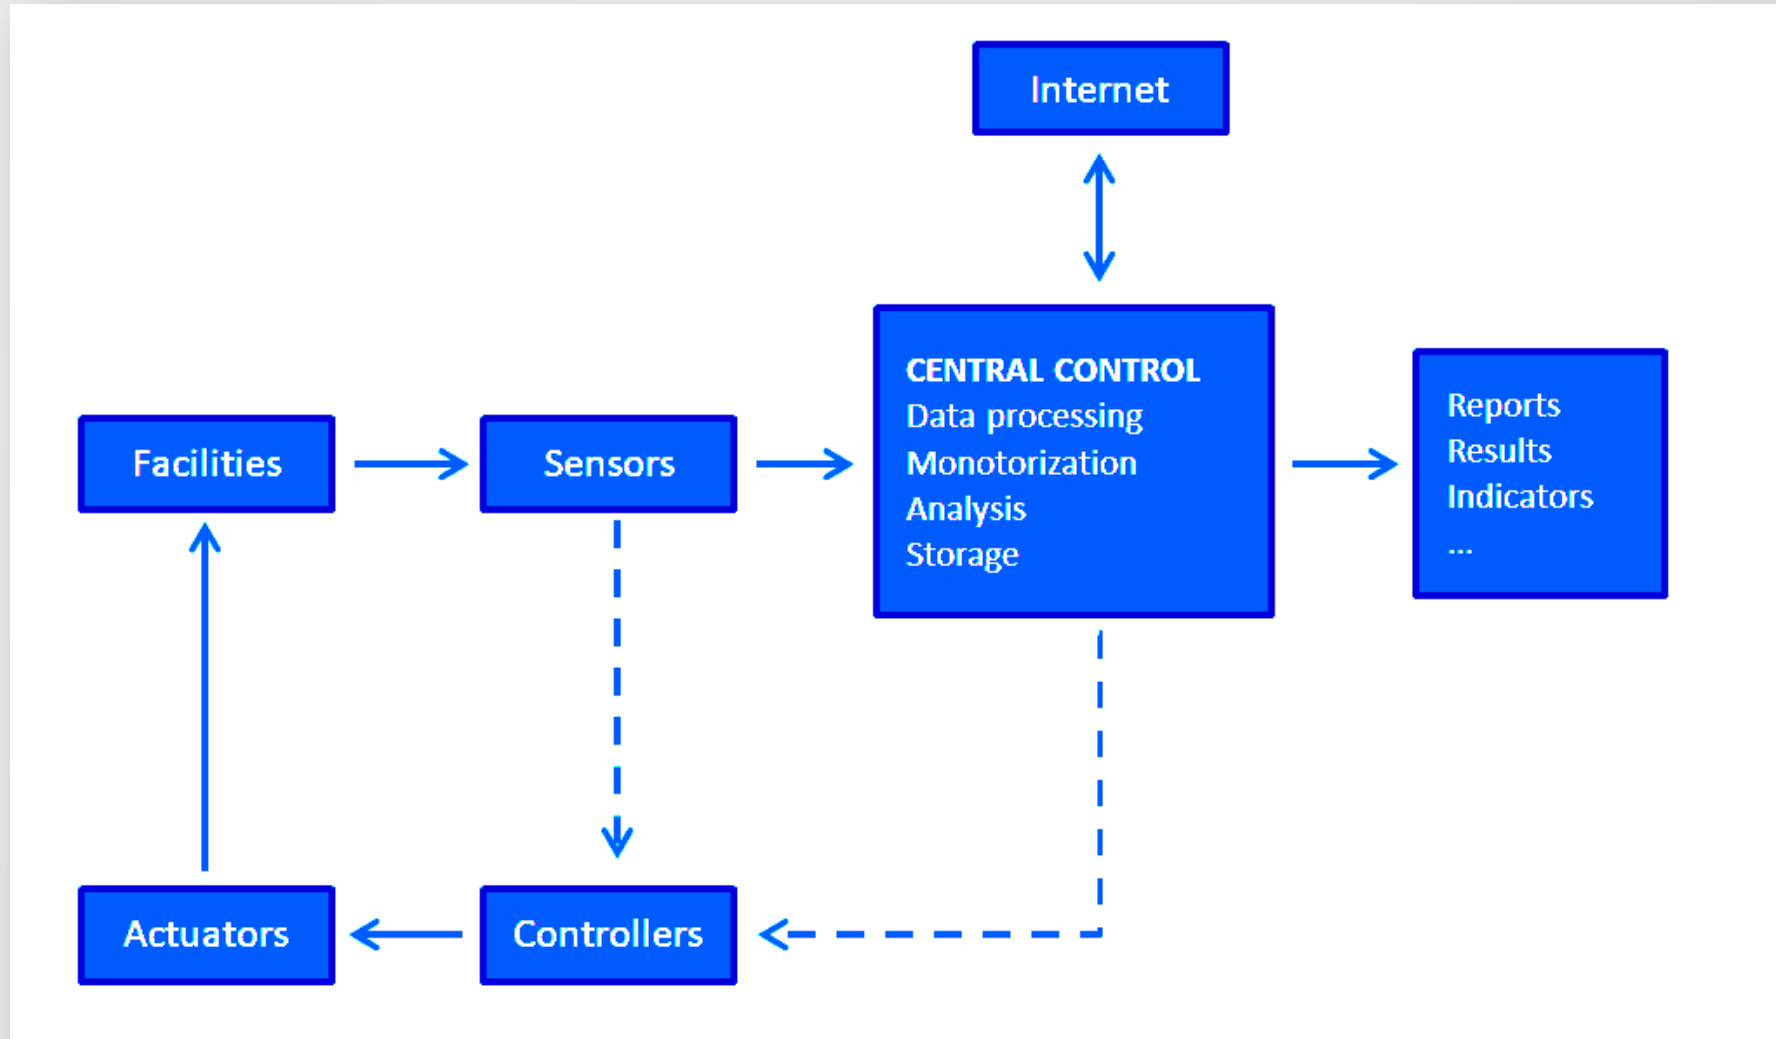 Internet
CENTRAL CONTROL
Data processing
Monotorization
Analysis
Storage
Reports
Results
Indicators
...
Facilities
Sensors
Actuators
Controllers